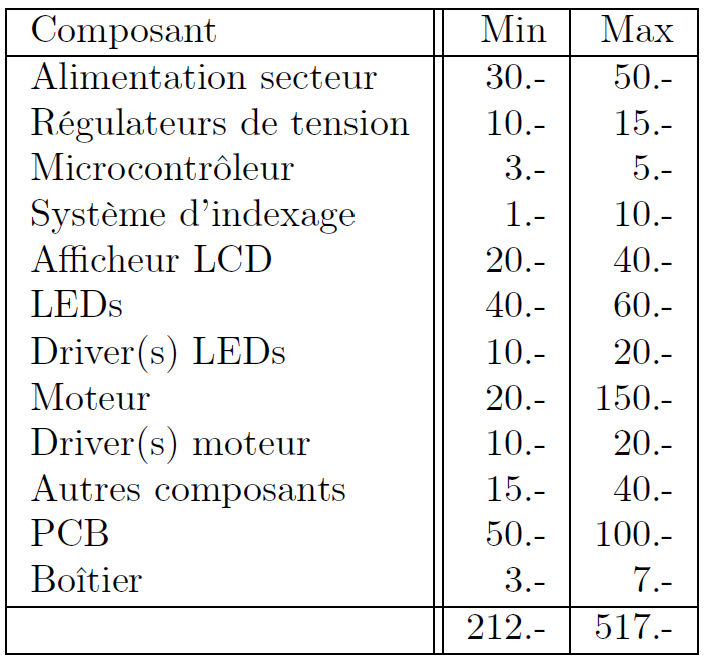 Composant Min Max
Alimentation secteur 30.- 50.-
Régulateurs de tension 10.- 15.-
Microcontrôleur 3.- 5.-
Système d'indexage 1.- 10.-
Afficheur LCD 20.- 40.-
LEDs 40.- 60.-
Driver(s) LEDs 10.- 20.-
Moteur 20.- 150.-
Driver(s) moteur 10.- 20.-
Autres composants 15.- 40.-
PCB 50.- 100.-
Boîtier 3.- 7.-
212.- 517.-